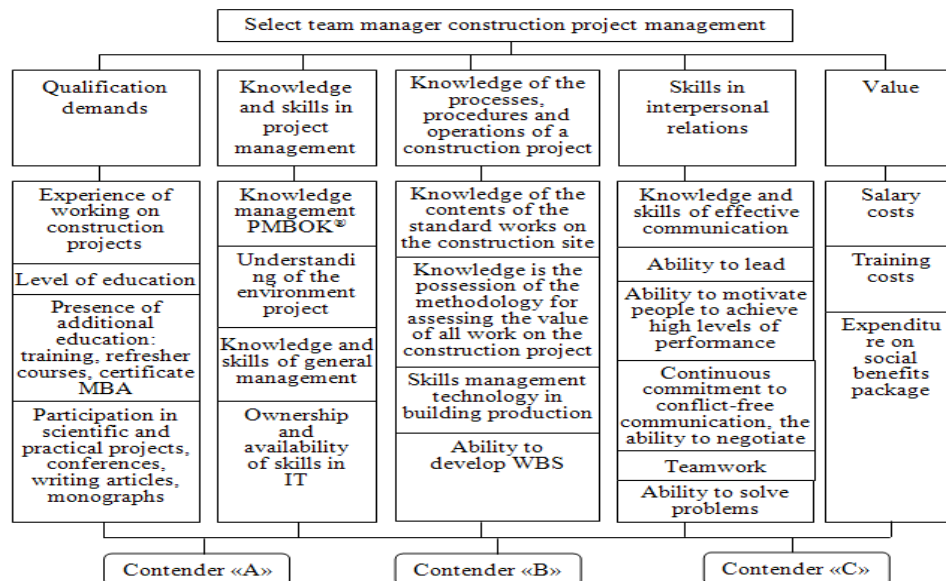 Select team manager construction project management
Qualification
demands
Knowledge
and skills in
project
management
Knowledge of the
processes,
procedures and
operations of a
construction project
Skills in
interpersonal
relations
Value
Experience of
working on
construction
projects
Level of education
Presence of
additional
education:
training, refresher
courses, certificate
MBA
Participation in
scientific and
practical projects,
conferences,
writing articles,
monographs
Knowledge
management
PMBOK®
Understandi
ng of the
environment
project
Knowledge and
skills of general
management
Ownership
and
availability
of skills in
IT
Knowledge of the
contents of the
standard works on
the construction site
Knowledge is the
possession of the
methodology for
assessing the value
of all work on the
construction project
Skills management
technology in
building production
Ability to
develop WBS
Knowledge and
skills of effective
communication
Ability to lead
Ability to motivate
people to achieve
high levels of
performance
Continuous
commitment to
conflict-free
communication, the
ability to negotiate
Teamwork
Ability to solve
problems
Salary
costs
Training
costs
Expenditu
re on
social
benefits
package
Contender «A»
Contender «B»
Contender «C»